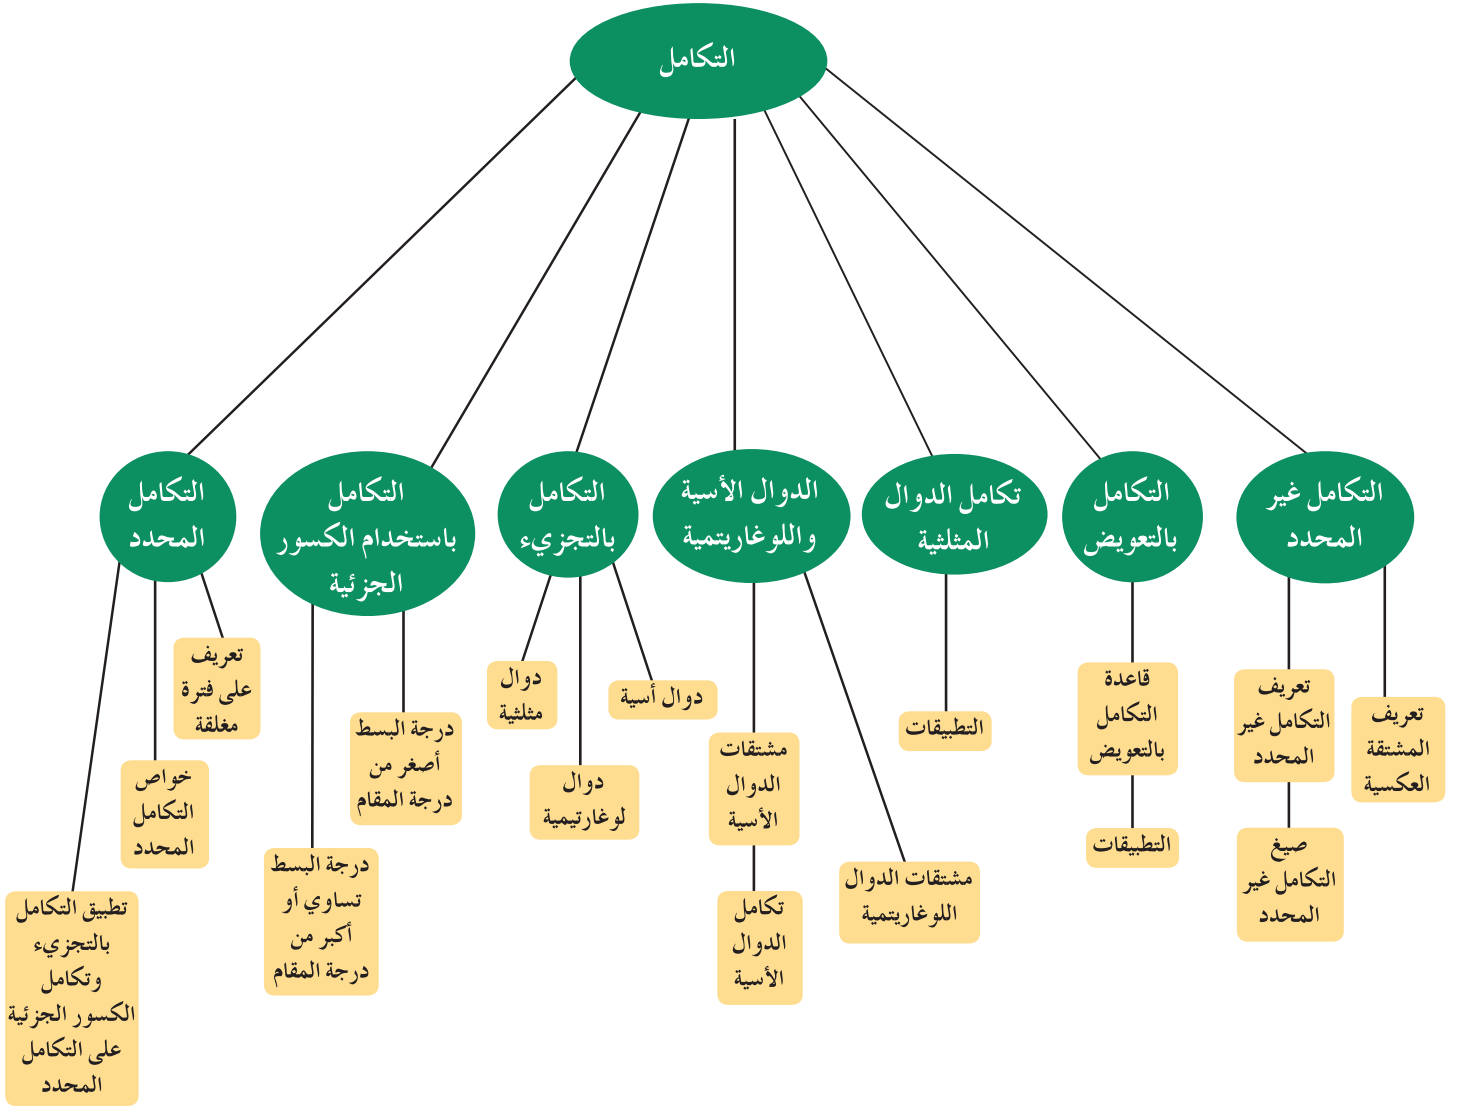 التكامل
التكامل غير
المحدد
تعريف
المشتقة
العكسية
تعريف
التكامل غير
المحدد
صيغ
التكامل غير
المحدد
التكامل
بالتعويض
قاعدة
التكامل
بالتعويض
التطبيقات
تكامل الدوال
المثلثية
التطبيقات
الدوال الأسية
واللوغاريتمية
مشتقات الدوال
اللوغاريتمية
مشتقات
الدوال
الأسية
تكامل
الدوال
الأسية
التكامل
بالتجزيء
دوال أسية
دوال
لوغارتيمية
دوال
مثلثية
التكامل
باستخدام الكسور
الجزئية
درجة البسط
أصغر من
درجة المقام
درجة البسط
تساوي أو
أكبر من
درجة المقام
التكامل
المحدد
تعريف
على فترة
مغلقة
خواص
التكامل
المحدد
تطبيق التكامل
بالتجزيء
وتكامل
الكسور الجزئية
على التكامل
المحدد